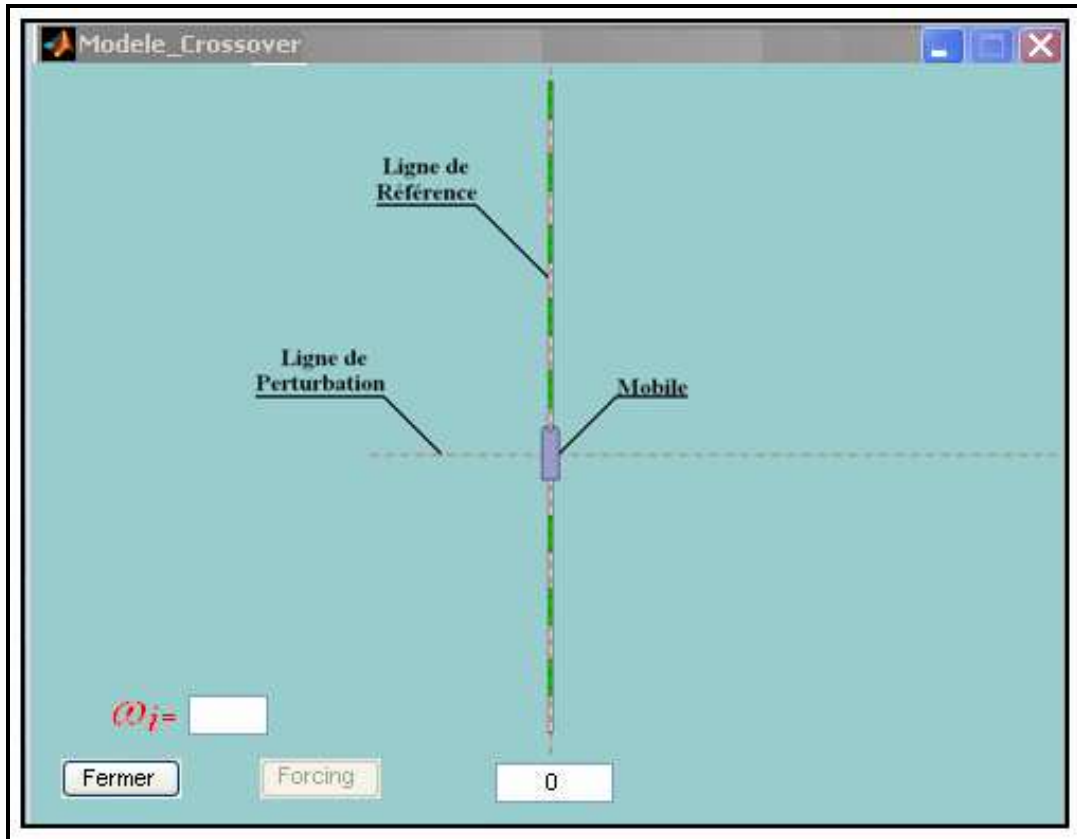 Modele_Crossover
Ligne de
Référence
Ligne de
Perturbation
Mobile
ωi=
Fermer
Forcing
0